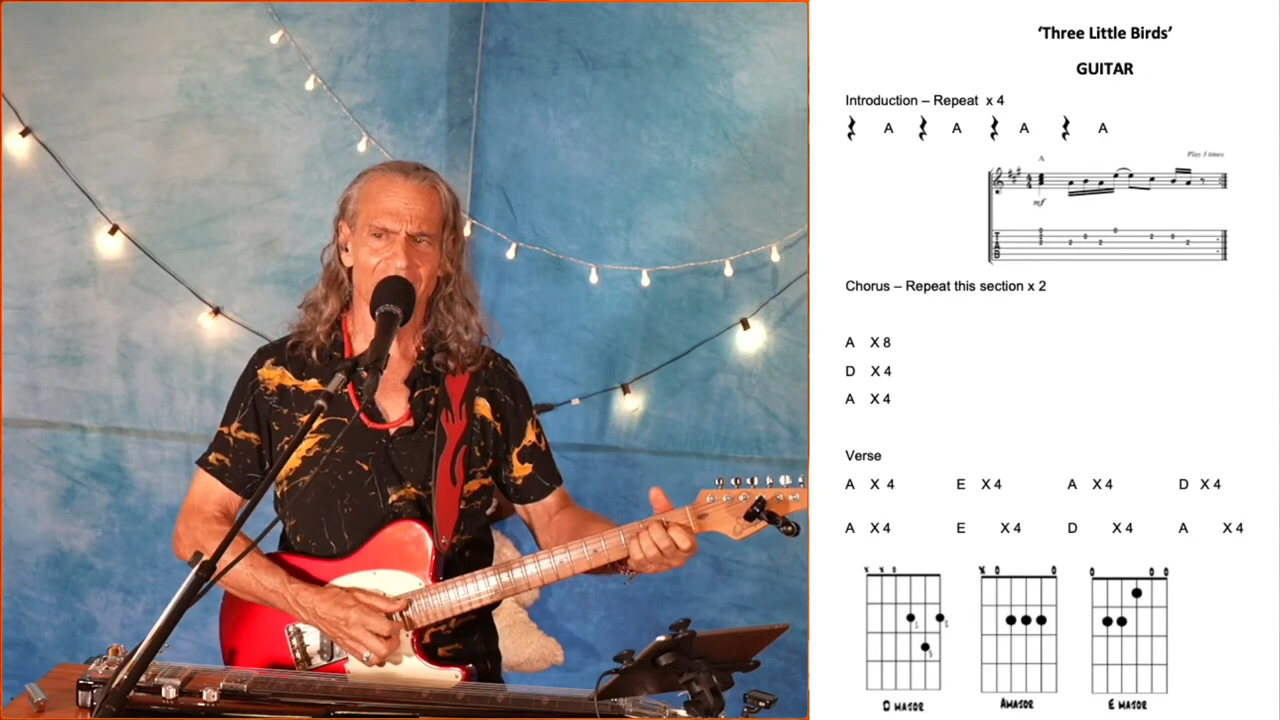 ‘Three Little Birds’
GUITAR
Introduction – Repeat x 4
A A A A
A
Play 3 times
mf
Chorus – Repeat this section x 2
A X 8
D X 4
A X 4
Verse
A X 4 E X 4 A X 4 D X 4
A X 4 E X 4 D X 4 A X 4
x x o
x o o
o o o
D MAJOR AMAJOR E MAJOR